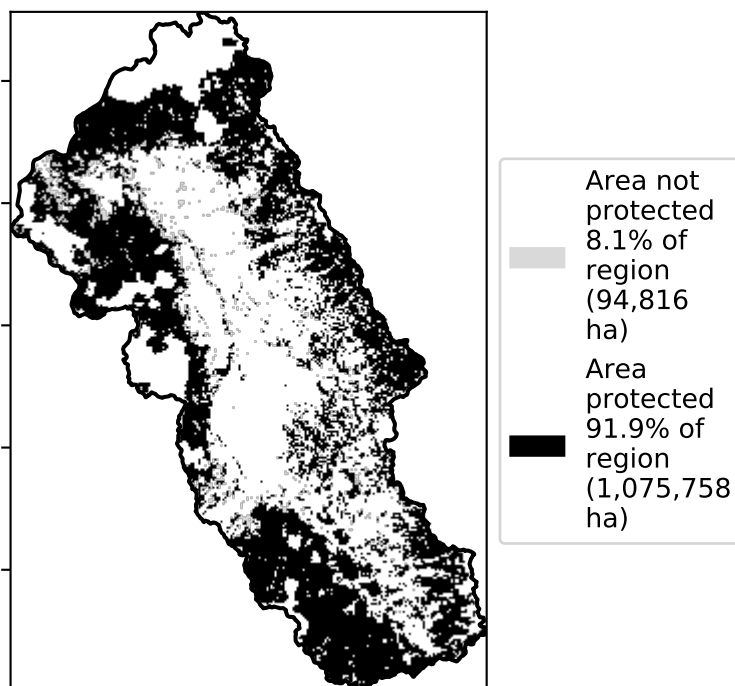 Area not
protected
8.1% of
region
(94,816
ha)
Area
protected
91.9% of
region
(1,075,758
ha)